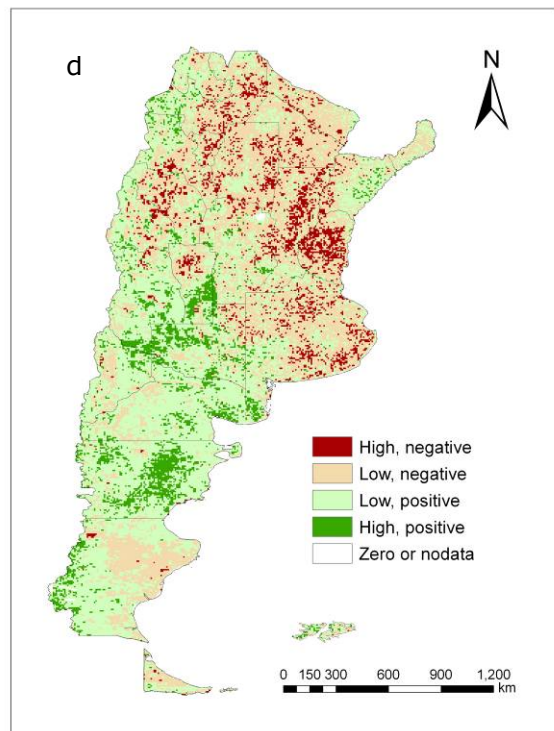 d
N
High, negative
Low, negative
Low, positive
High, positive
Zero or nodata
0 150 300 600 900 1,200
km